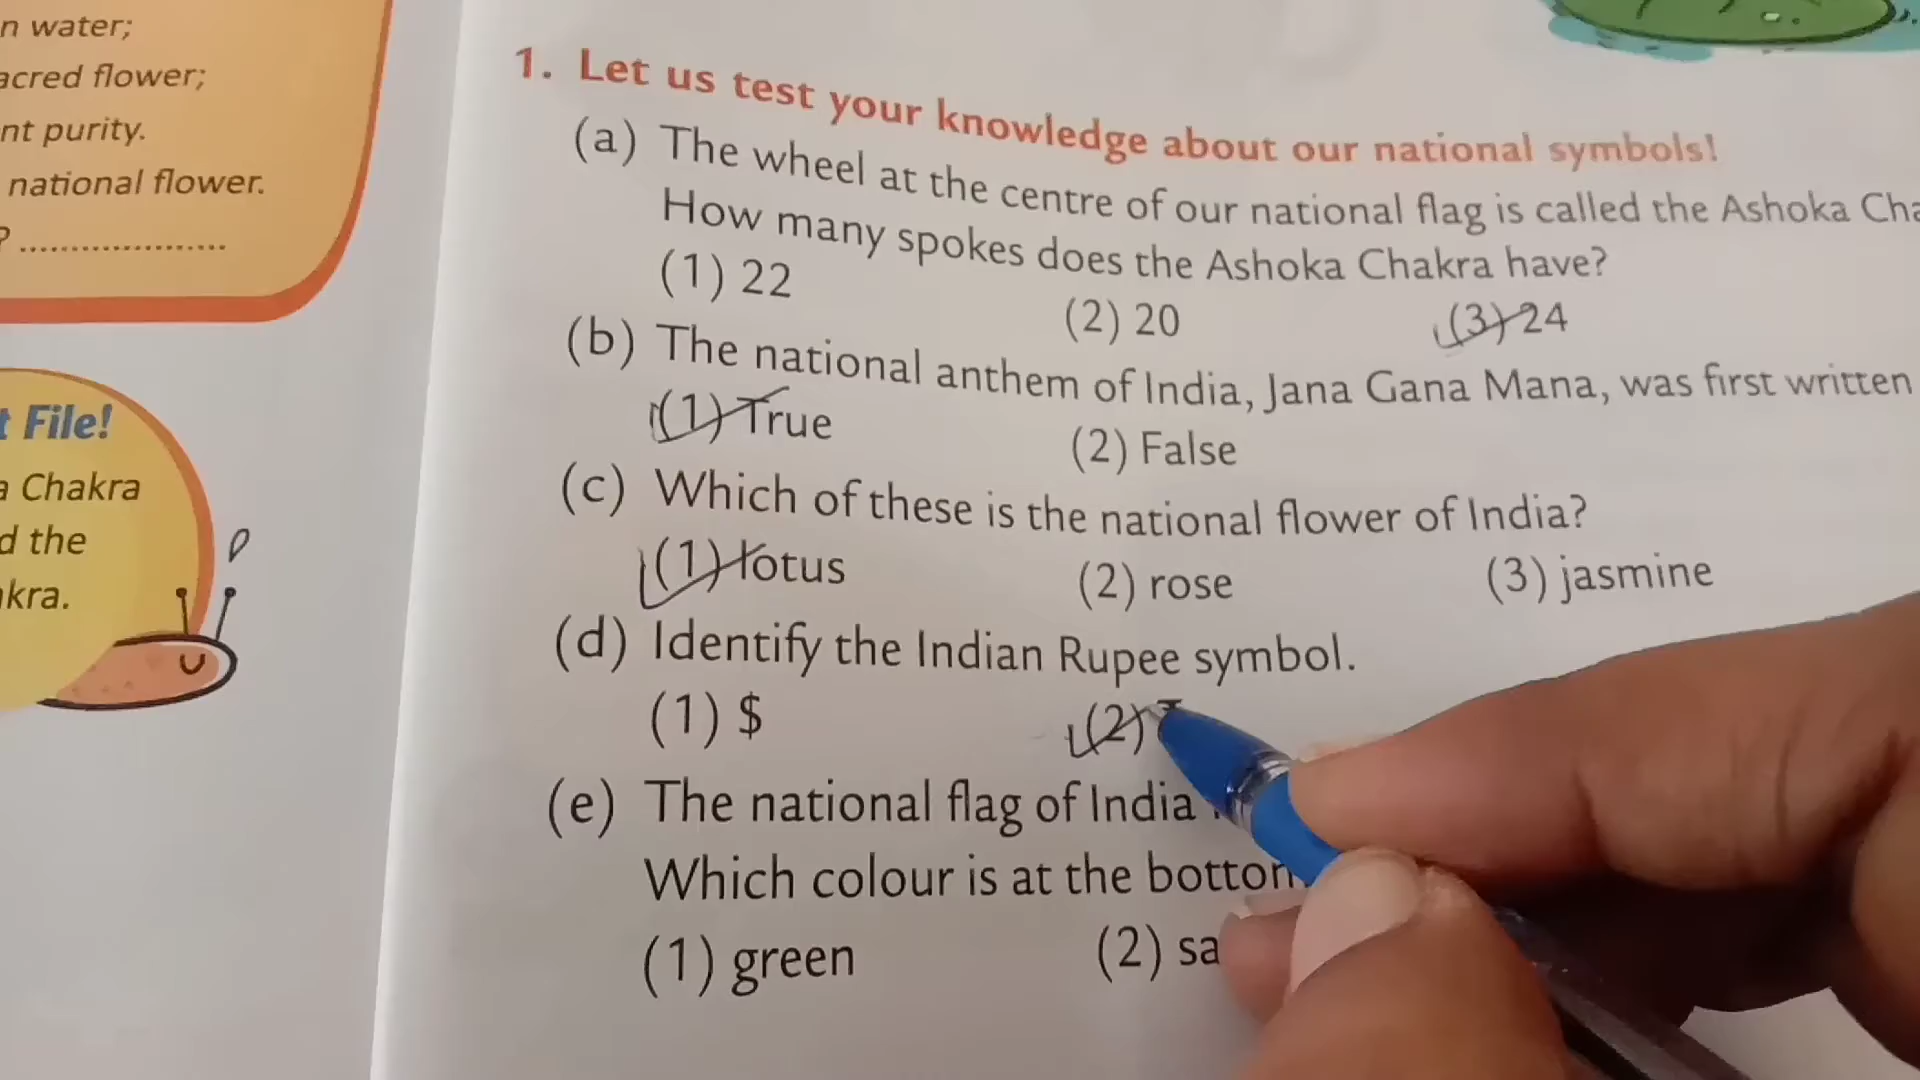 n water;
acred flower;
nt purity.
national flower.
? ....................
t File!
a Chakra
d the
akra.
1. Let us test your knowledge about our national symbols!
(a) The wheel at the centre of our national flag is called the Ashoka Cha
How many spokes does the Ashoka Chakra have?
(1) 22 (2) 20 (3) 24
(b) The national anthem of India, Jana Gana Mana, was first written
(1) True (2) False
(c) Which of these is the national flower of India?
(1) lotus (2) rose (3) jasmine
(d) Identify the Indian Rupee symbol.
(1) $ (2)
(e) The national flag of India
Which colour is at the bottom
(1) green (2) sa